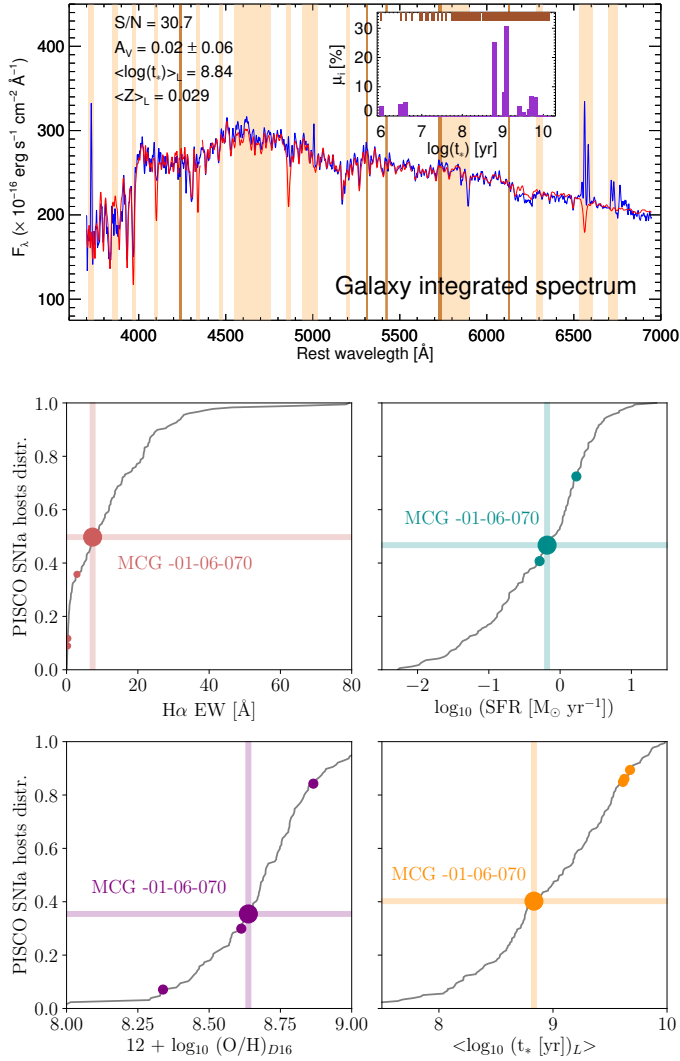 S/N = 30.7
A_V = 0.02 ± 0.06
<log(t_*)>_L = 8.84
<Z>_L = 0.029
μ_i [%]
30
20
10
0
6 7 8 9 10
log(t_*) [yr]
F_λ (× 10^-16 erg s^-1 cm^-2 Å^-1)
400
300
200
100
Galaxy integrated spectrum
4000 4500 5000 5500 6000 6500 7000
Rest wavelegth [Å]
PISCO SNIa hosts distr.
1.0
0.8
0.6
0.4
0.2
0.0
MCG -01-06-070
0 20 40 60 80
Hα EW [Å]
MCG -01-06-070
−2 −1 0 1
log_10 (SFR [M_⊙ yr^−1])
PISCO SNIa hosts distr.
1.0
0.8
0.6
0.4
0.2
0.0
MCG -01-06-070
8.00 8.25 8.50 8.75 9.00
12 + log_10 (O/H)_D16
MCG -01-06-070
8 9 10
<log_10 (t_* [yr])_L>